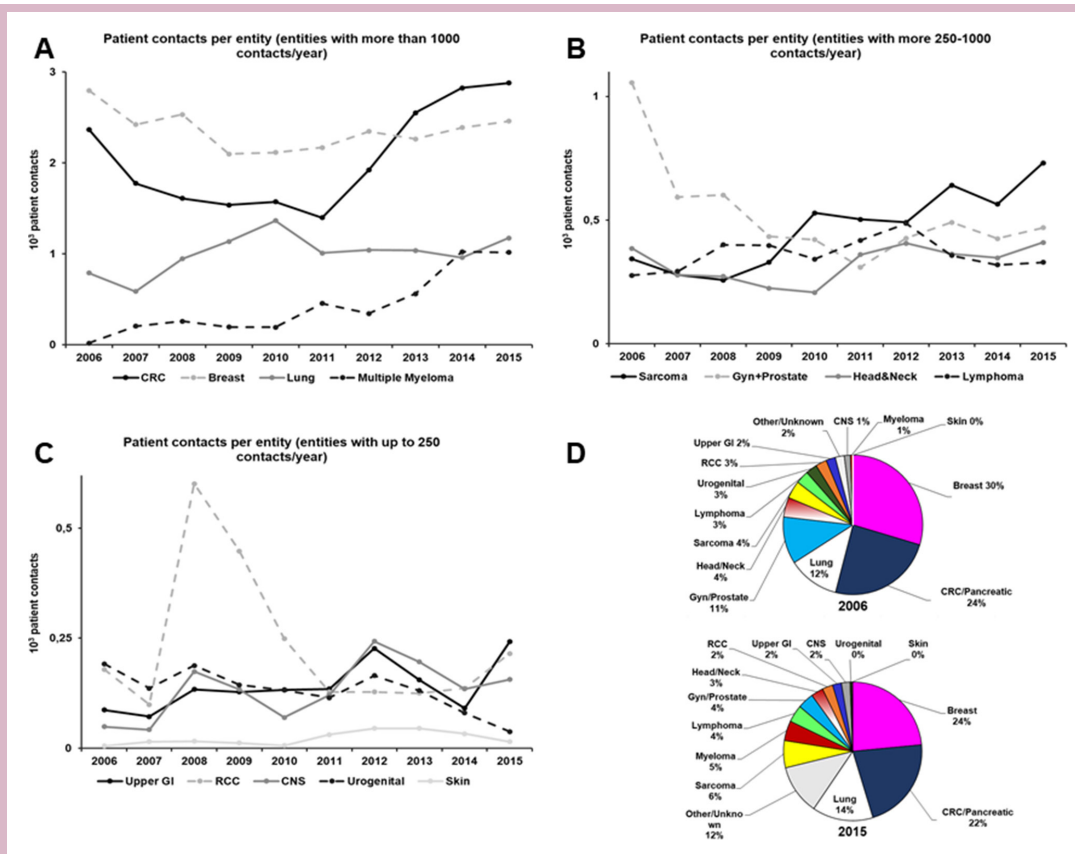 A
Patient contacts per entity (entities with more than 1000
contacts/year)
3
2
1
0
10³ patient contacts
2006 2007 2008 2009 2010 2011 2012 2013 2014 2015
CRC Breast Lung Multiple Myeloma
B
Patient contacts per entity (entities with more 250-1000
contacts/year)
1
0,5
0
10³ patient contacts
2006 2007 2008 2009 2010 2011 2012 2013 2014 2015
Sarcoma Gyn+Prostate Head&Neck Lymphoma
C
Patient contacts per entity (entities with up to 250
contacts/year)
0,5
0,25
0
10³ patient contacts
2006 2007 2008 2009 2010 2011 2012 2013 2014 2015
Upper GI RCC CNS Urogenital Skin
D
Other/Unknown
2%
CNS 1%
Myeloma
1%
Skin 0%
Upper GI 2%
RCC 3%
Urogenital
3%
Lymphoma
3%
Sarcoma 4%
Head/Neck
4%
Gyn/Prostate
11%
Lung
12%
Breast 30%
CRC/Pancreatic
24%
2006
RCC
2%
Upper GI
2%
CNS
2%
Urogenital
0%
Skin
0%
Head/Neck
3%
Gyn/Prostate
4%
Lymphoma
4%
Myeloma
5%
Sarcoma
6%
Other/Unkno
wn
12%
Lung
14%
Breast
24%
CRC/Pancreatic
22%
2015